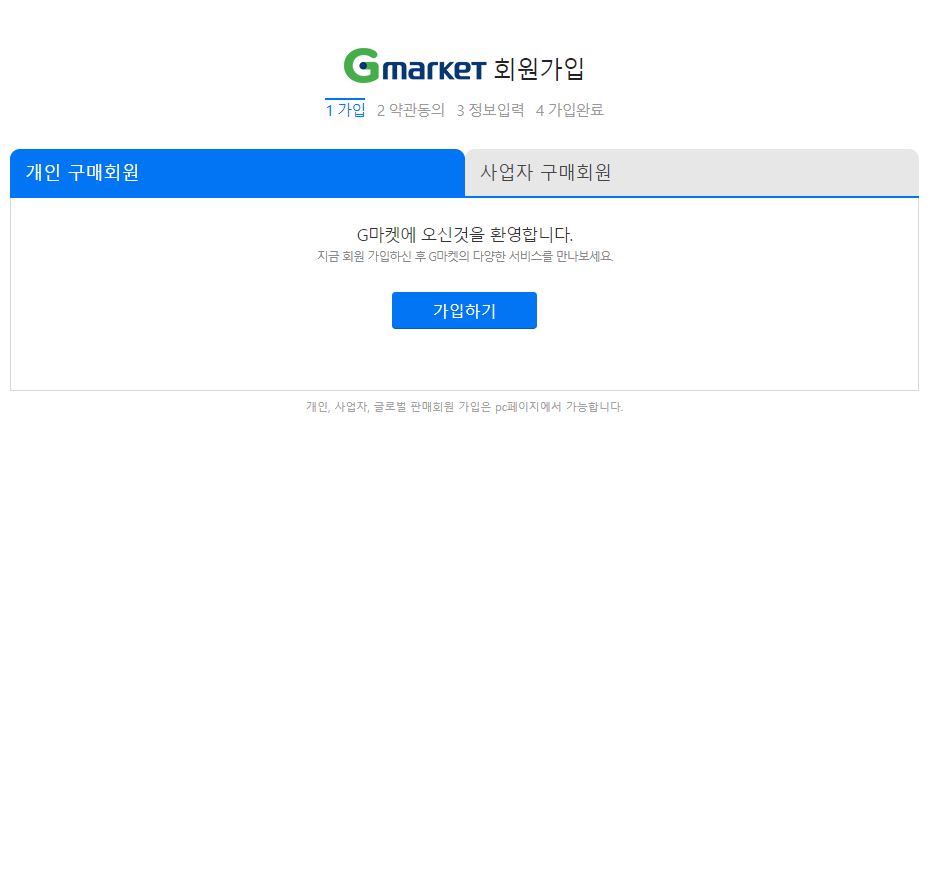 Gmarket 회원가입
1 가입 2 약관동의 3 정보입력 4 가입완료
개인 구매회원 사업자 구매회원
G마켓에 오신것을 환영합니다.
지금 회원 가입하신 후 G마켓의 다양한 서비스를 만나보세요.
가입하기
개인, 사업자, 글로벌 판매회원 가입은 pc페이지에서 가능합니다.